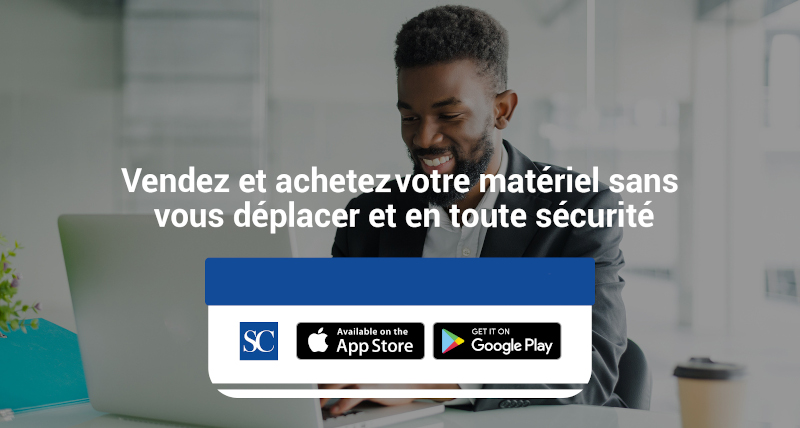 Vendez et achetez votre matériel sans
vous déplacer et en toute sécurité
SC
Available on the
App Store
GET IT ON
Google Play